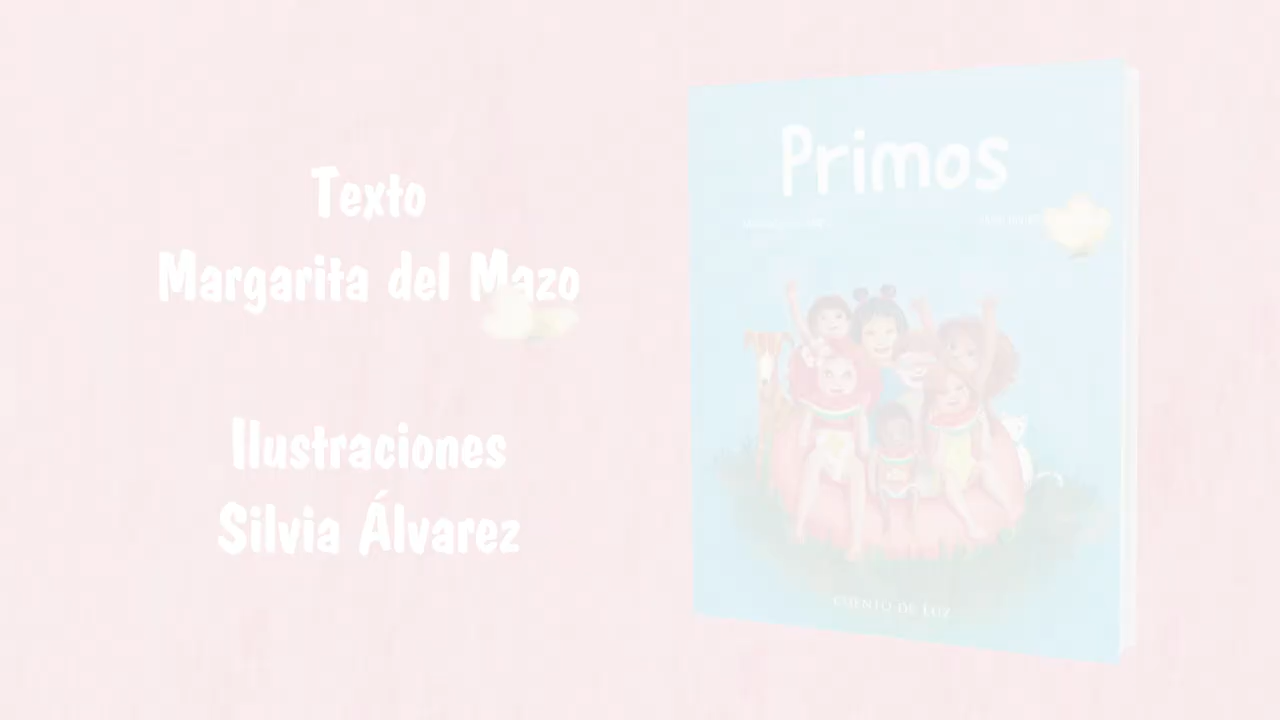 Texto
Margarita del Mazo
Ilustraciones
Silvia Álvarez
Primos
CUENTO DE LUZ